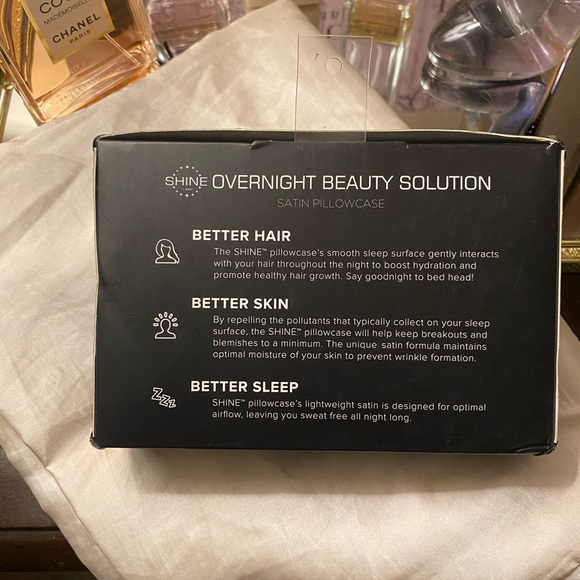 COCO
MADEMOISELLE
CHANEL
PARIS
SHINE OVERNIGHT BEAUTY SOLUTION
SATIN PILLOWCASE
BETTER HAIR
The SHINE™ pillowcase's smooth sleep surface gently interacts
with your hair throughout the night to boost hydration and
promote healthy hair growth. Say goodnight to bed head!
BETTER SKIN
By repelling the pollutants that typically collect on your sleep
surface, the SHINE™ pillowcase will help keep breakouts and
blemishes to a minimum. The unique satin formula maintains
optimal moisture of your skin to prevent wrinkle formation.
BETTER SLEEP
ZZZ
SHINE™ pillowcase's lightweight satin is designed for optimal
airflow, leaving you sweat free all night long.